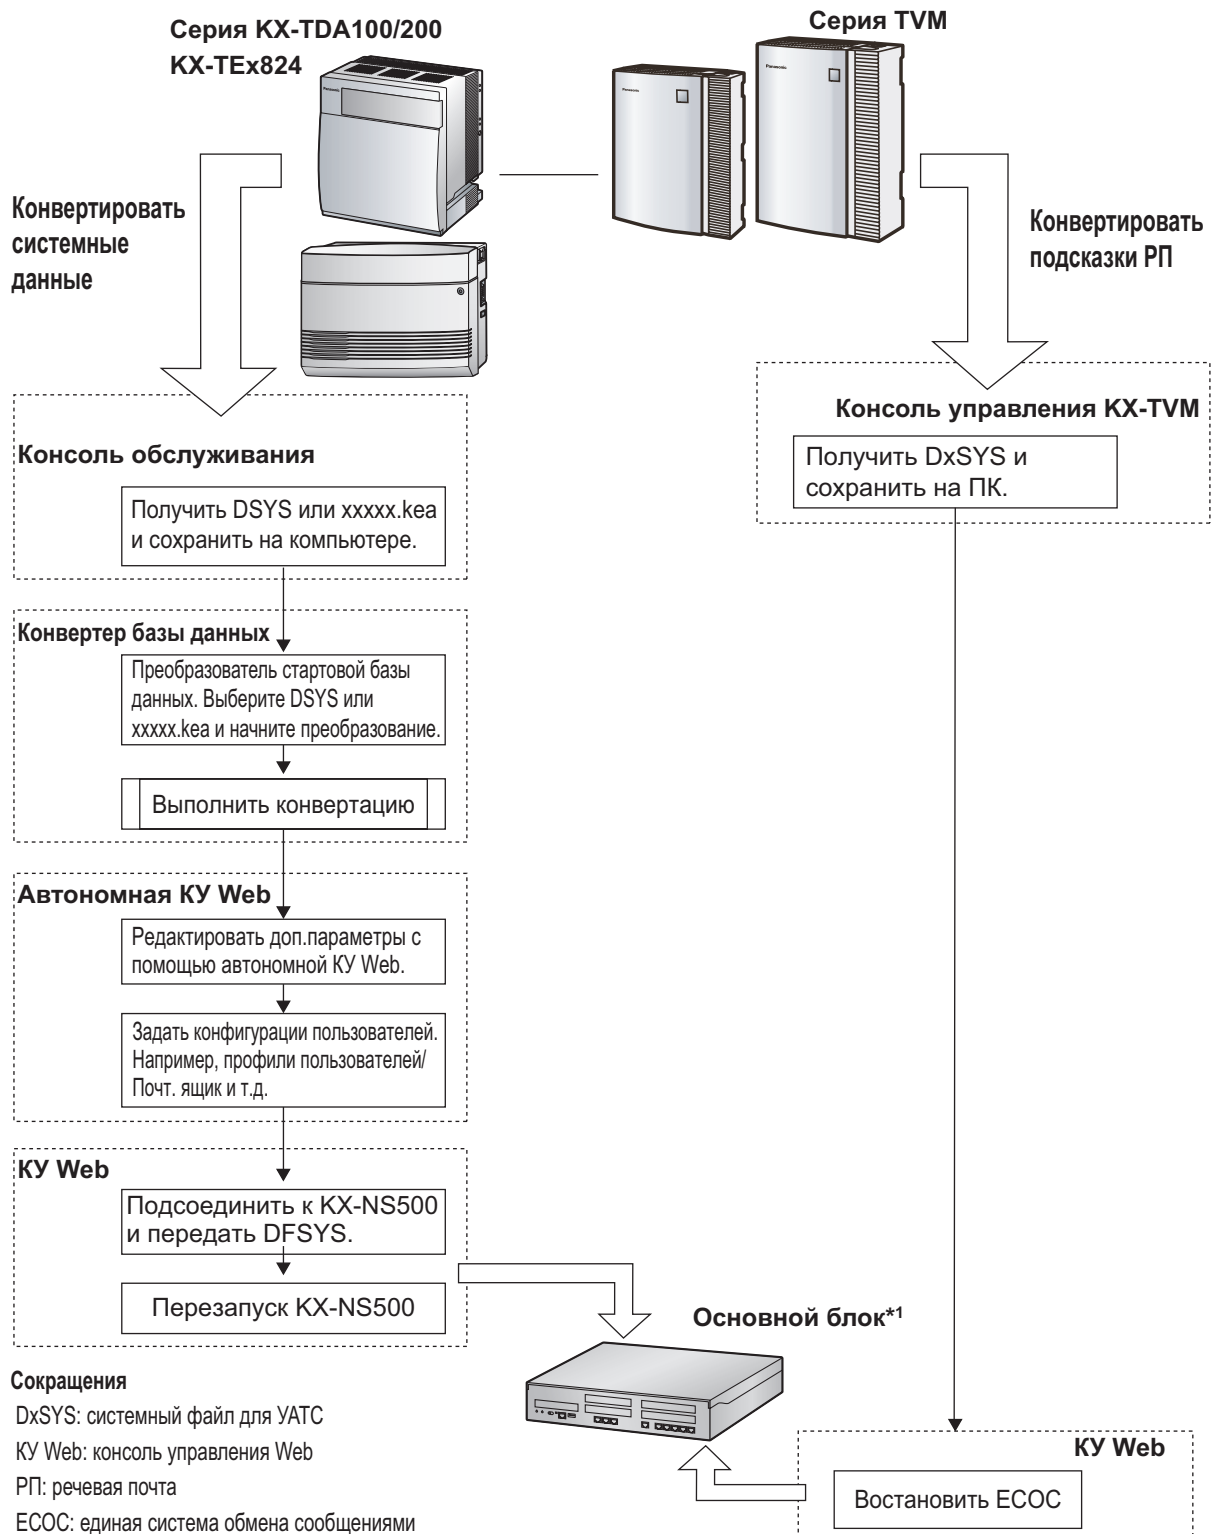 Серия KX-TDA100/200
KX-TEx824
Серия TVM
Panasonic
Panasonic
Panasonic
Конвертировать
системные
данные
Конвертировать
подсказки РП
Консоль управления KX-TVM
Получить DxSYS и
сохранить на ПК.
Консоль обслуживания
Получить DSYS или xxxxx.kea
и сохранить на компьютере.
Конвертер базы данных
Преобразователь стартовой базы
данных. Выберите DSYS или
xxxxx.kea и начните преобразование.
Выполнить конвертацию
Автономная КУ Web
Редактировать доп.параметры с
помощью автономной КУ Web.
Задать конфигурации пользователей.
Например, профили пользователей/
Почт. ящик и т.д.
КУ Web
Подсоединить к KX-NS500
и передать DFSYS.
Перезапуск KX-NS500
Основной блок*1
КУ Web
Востановить ЕСОС
Сокращения
DxSYS: системный файл для УАТС
КУ Web: консоль управления Web
РП: речевая почта
ЕСОС: единая система обмена сообщениями